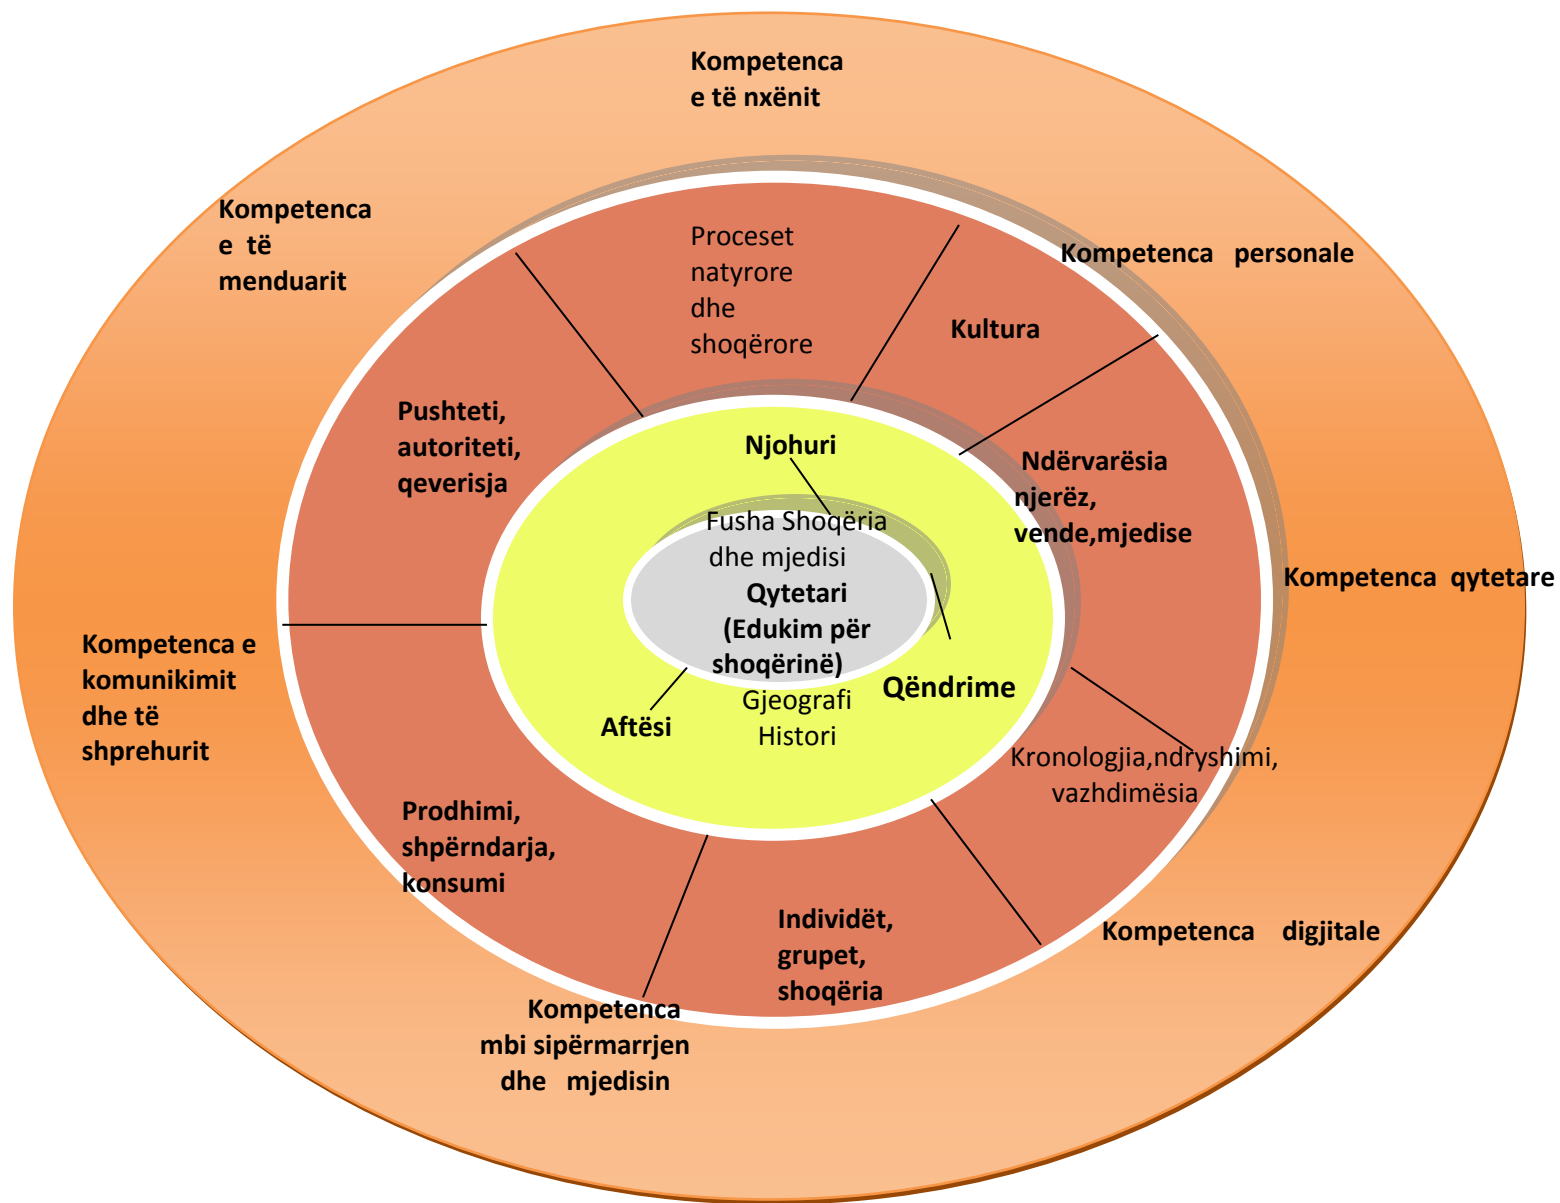 Kompetenca
e të nxënit
Kompetenca
e të
menduarit
Kompetenca personale
Proceset
natyrore
dhe
shoqërore
Kultura
Pushteti,
autoriteti,
qeverisja
Ndërvarësia
njerëz,
vende,mjedise
Njohuri
Fusha Shoqëria
dhe mjedisi
Qytetari
(Edukim për
shoqërinë)
Gjeografi
Histori
Qëndrime
Aftësi
Kompetenca qytetare
Kompetenca e
komunikimit
dhe të
shprehurit
Kronologjia,ndryshimi,
vazhdimësia
Prodhimi,
shpërndarja,
konsumi
Individët,
grupet,
shoqëria
Kompetenca digjitale
Kompetenca
mbi sipërmarrjen
dhe mjedisin